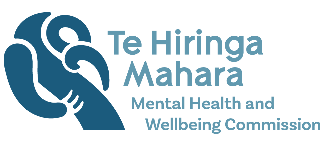 Te Hiringa
Mahara
Mental Health and
Wellbeing Commission